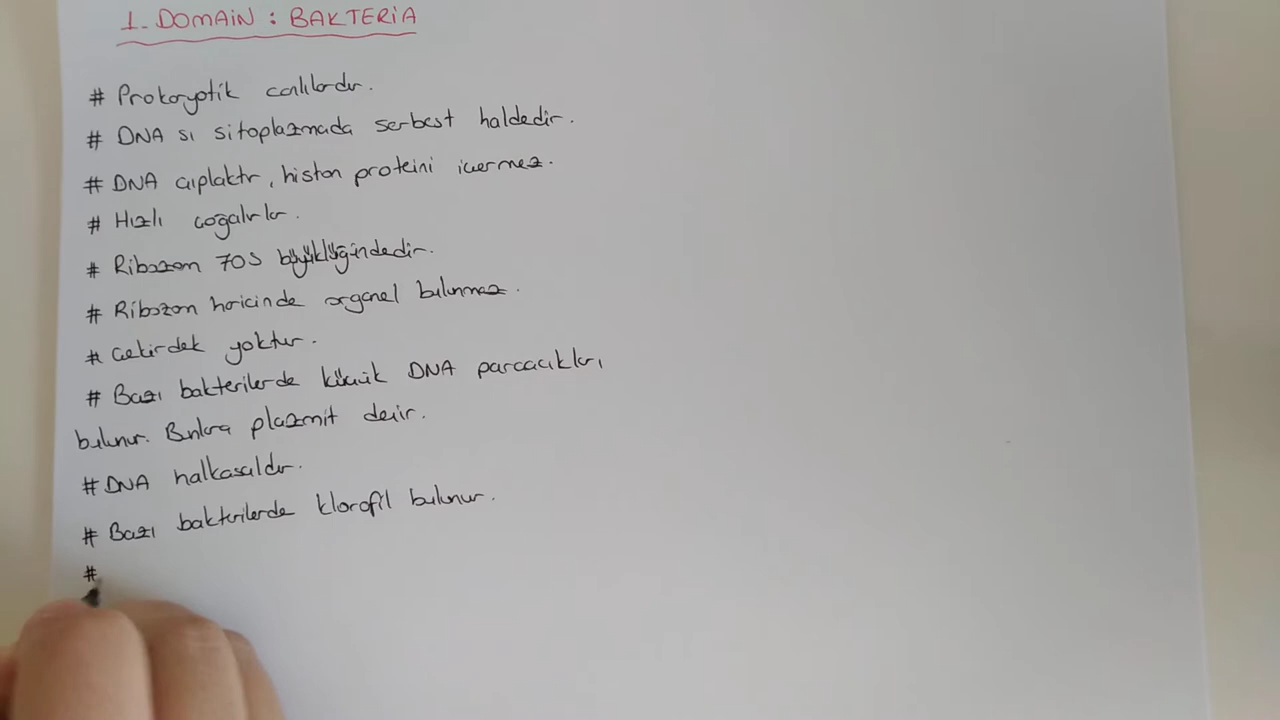 1. DOMAİN : BAKTERİA
# Prokaryotik canlılardır.
# DNA sı sitoplazmada serbest haldedir.
# DNA çıplaktır, histon proteini içermez.
# Hızlı çoğalırlar.
# Ribozom 70S büyüklüğündedir.
# Ribozom haricinde organel bulunmaz.
# Çekirdek yoktur.
# Bazı bakterilerde küçük DNA parçacıkları
bulunur. Bunlara plazmit denir.
# DNA halkasaldır.
# Bazı bakterilerde klorofil bulunur.
#